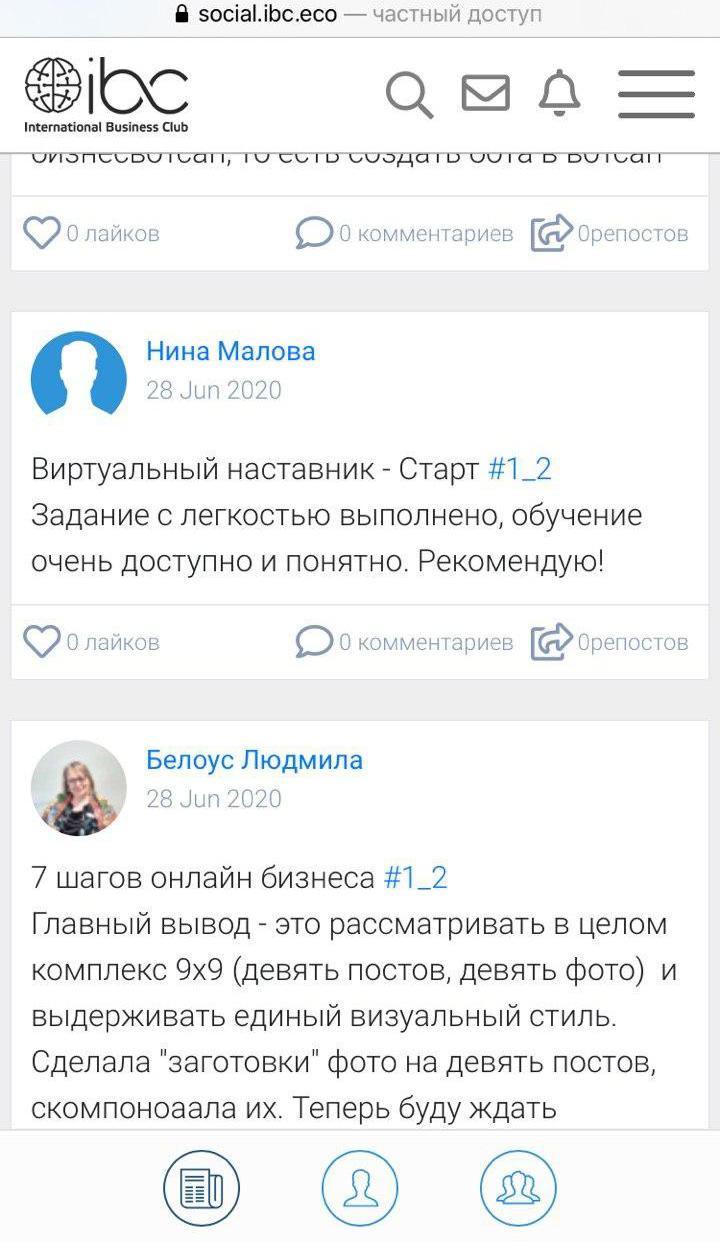 social.ibc.eco — частный доступ
ibc
International Business Club
бизнесвотсап, то есть создать бота в вотсап
0 лайков 0 комментариев 0репостов
Нина Малова
28 Jun 2020
Виртуальный наставник - Старт #1_2
Задание с легкостью выполнено, обучение
очень доступно и понятно. Рекомендую!
0 лайков 0 комментариев 0репостов
Белоус Людмила
28 Jun 2020
7 шагов онлайн бизнеса #1_2
Главный вывод - это рассматривать в целом
комплекс 9х9 (девять постов, девять фото)  и
выдерживать единый визуальный стиль.
Сделала "заготовки" фото на девять постов,
скомпоноаала их. Теперь буду ждать